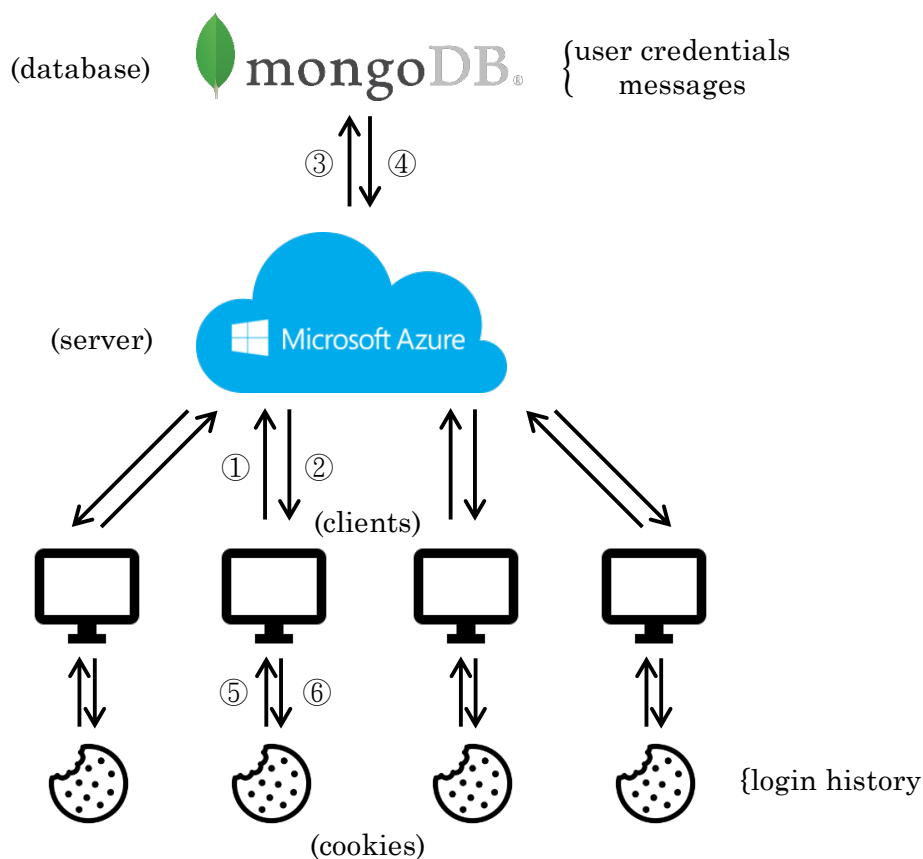 (database)
mongoDB®
{user credentials
messages
③ ④
(server)
Microsoft Azure
① ②
(clients)
⑤ ⑥
{login history
(cookies)